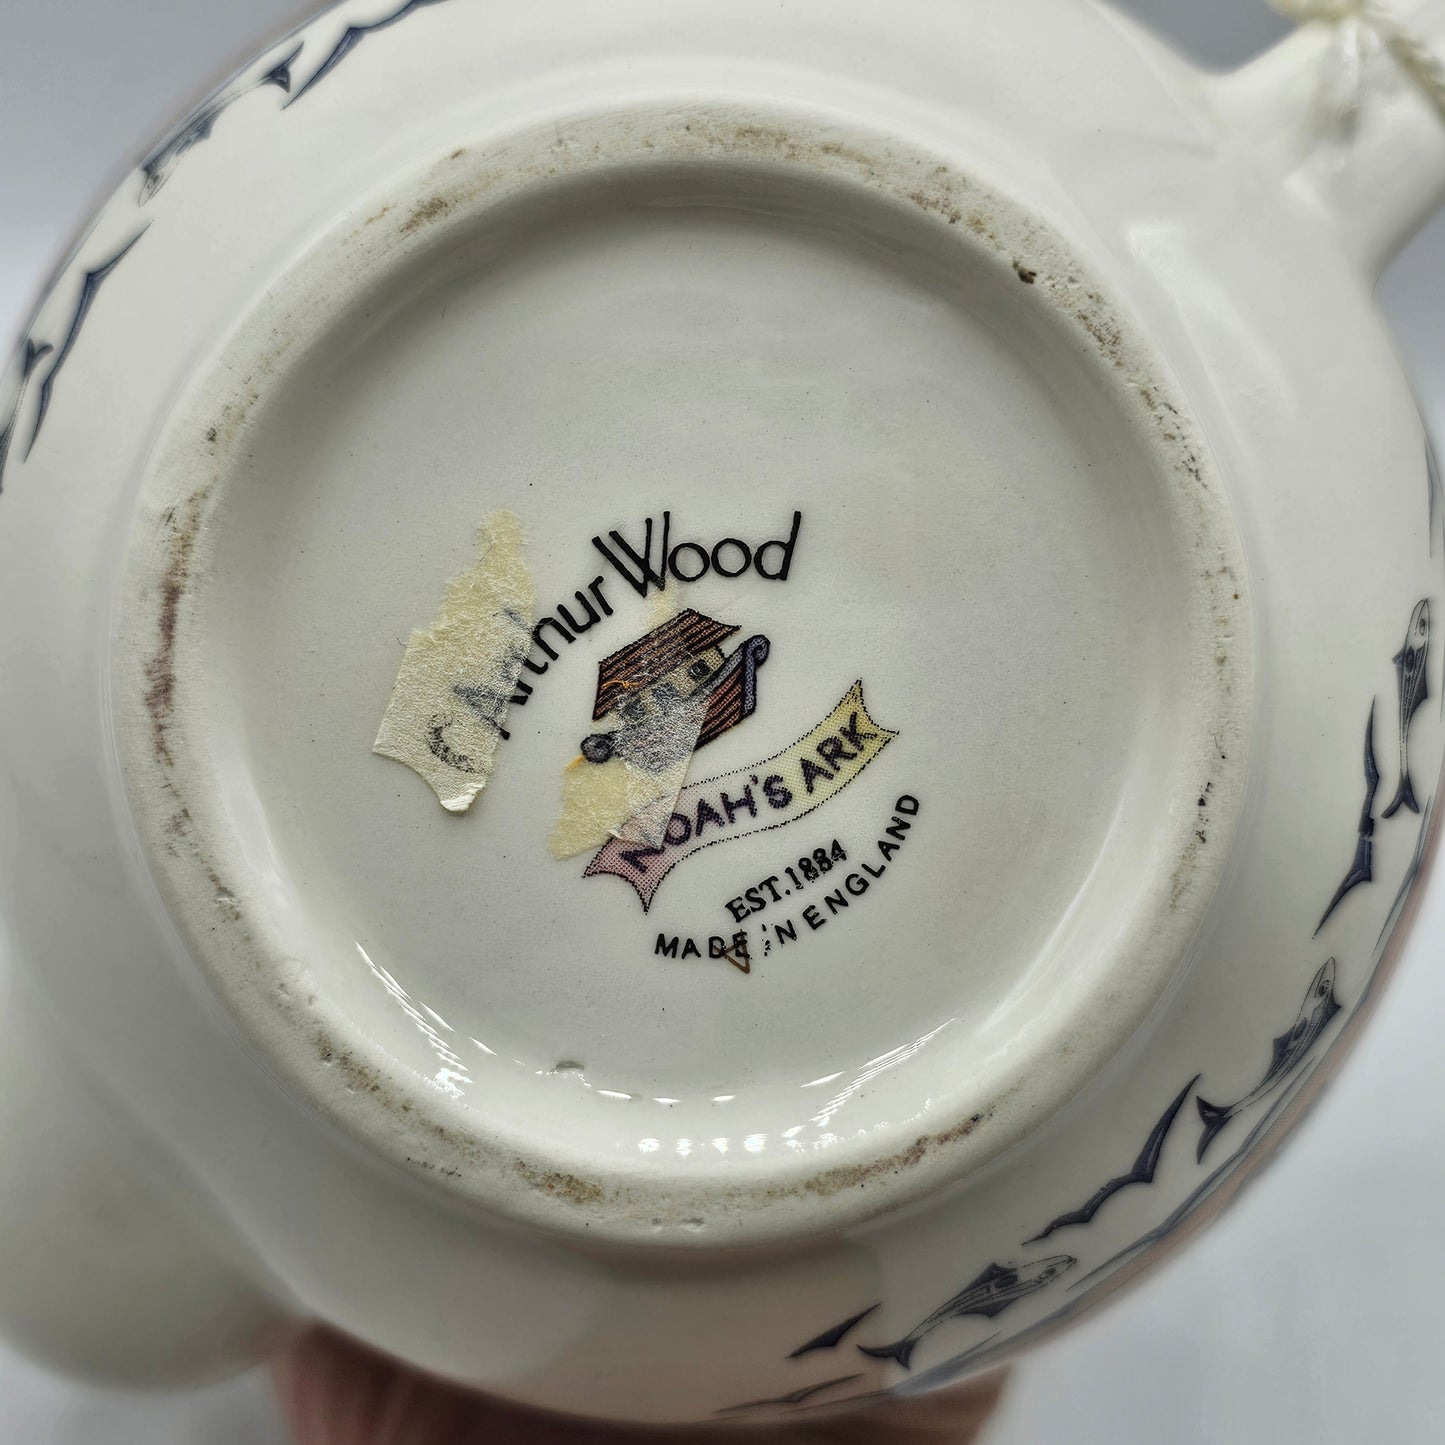 © Arthur Wood
NOAH'S ARK
EST.1884
MADE IN ENGLAND